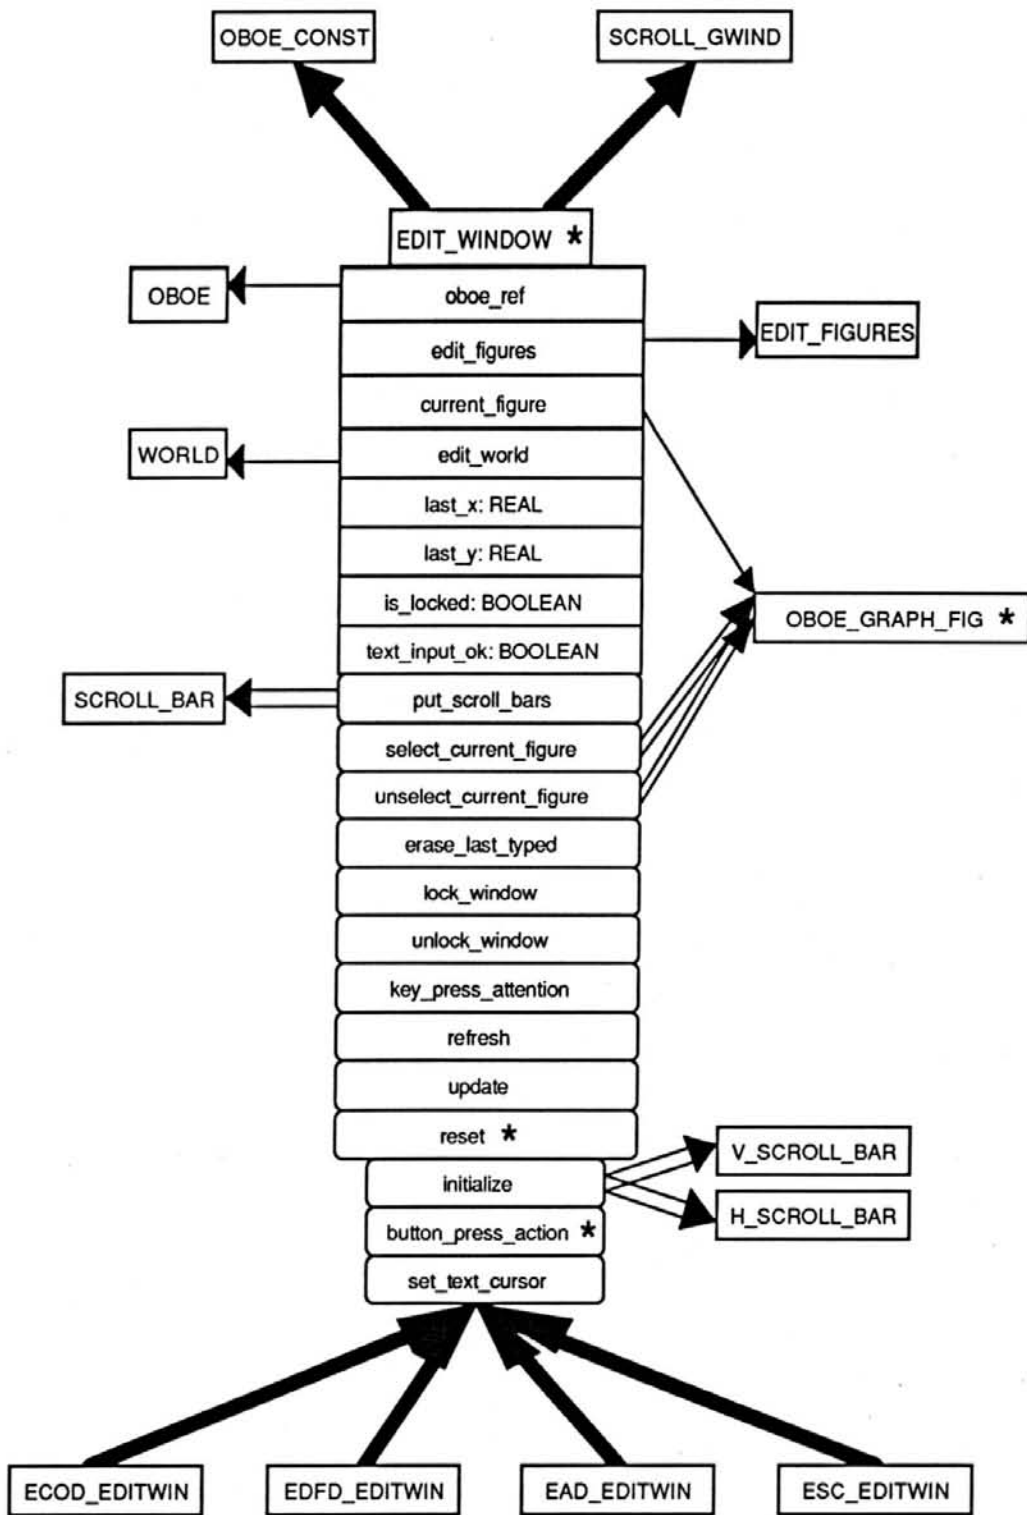 OBOE_CONST
SCROLL_GWIND
EDIT_WINDOW *
OBOE
oboe_ref
EDIT_FIGURES
edit_figures
current_figure
WORLD
edit_world
last_x: REAL
last_y: REAL
is_locked: BOOLEAN
OBOE_GRAPH_FIG *
text_input_ok: BOOLEAN
SCROLL_BAR
put_scroll_bars
select_current_figure
unselect_current_figure
erase_last_typed
lock_window
unlock_window
key_press_attention
refresh
update
reset *
V_SCROLL_BAR
initialize
H_SCROLL_BAR
button_press_action *
set_text_cursor
ECOD_EDITWIN
EDFD_EDITWIN
EAD_EDITWIN
ESC_EDITWIN